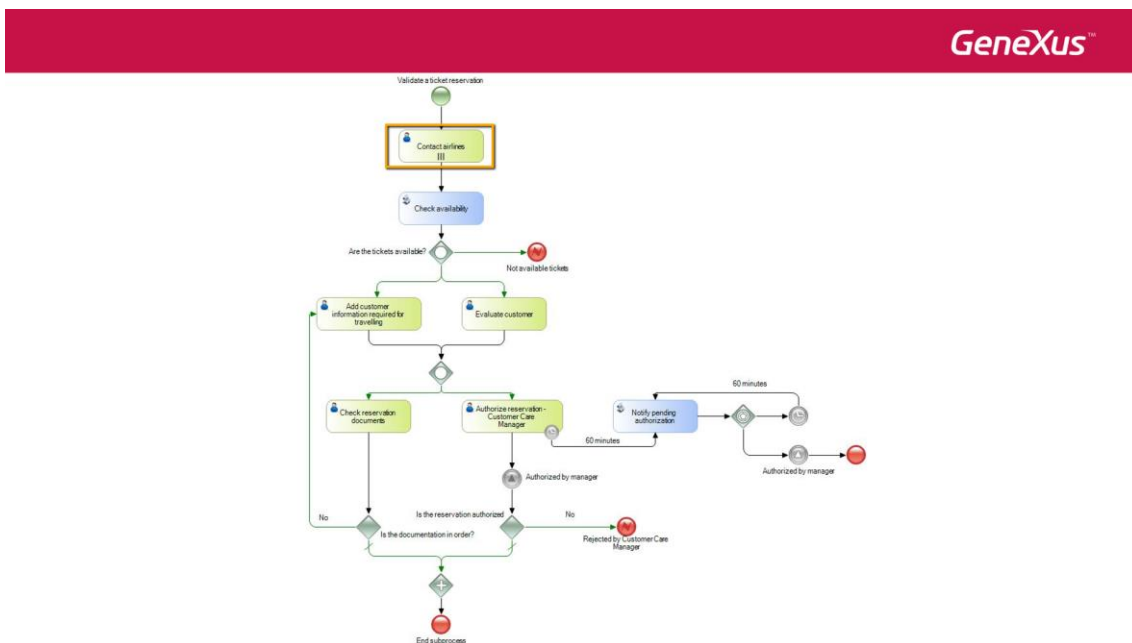 GeneXus™
Validate a ticket reservation
Contact airlines
Check availability
Are the tickets available?
Not available tickets
Add customer
information required for
travelling
Evaluate customer
60 minutes
Check reservation
documents
Authorize reservation -
Customer Care
Manager
Notify pending
authorization
60 minutes
Authorized by manager
Authorized by manager
No
Is the documentation in order?
Is the reservation authorized
No
Rejected by Customer Care
Manager
End subprocess